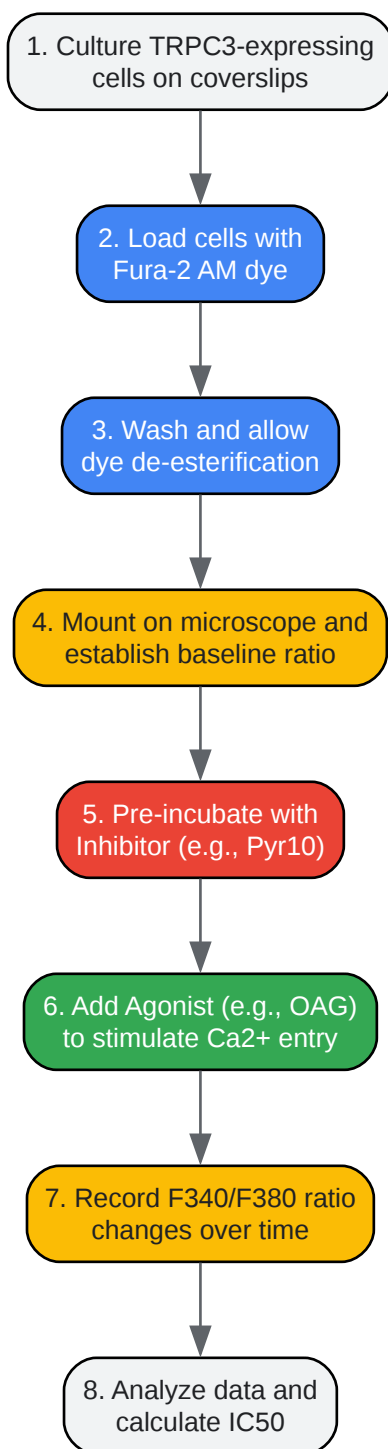 1. Culture TRPC3-expressing
cells on coverslips
2. Load cells with
Fura-2 AM dye
3. Wash and allow
dye de-esterification
4. Mount on microscope and
establish baseline ratio
5. Pre-incubate with
Inhibitor (e.g., Pyr10)
6. Add Agonist (e.g., OAG)
to stimulate Ca2+ entry
7. Record F340/F380 ratio
changes over time
8. Analyze data and
calculate IC50